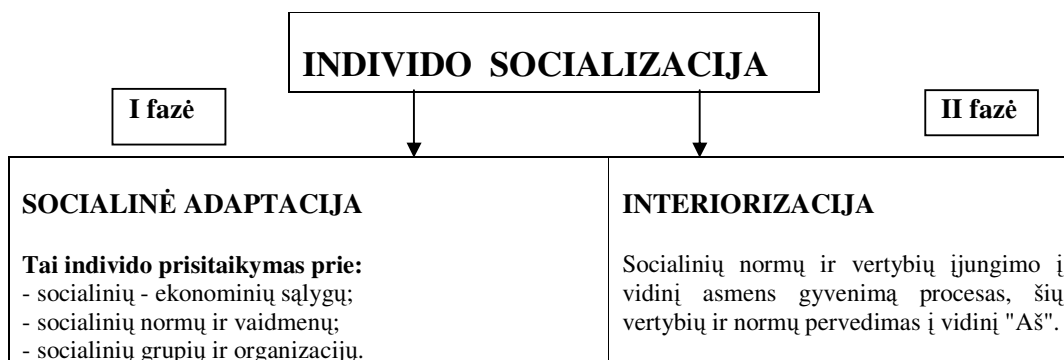 INDIVIDO SOCIALIZACIJA
I fazė
II fazė
SOCIALINĖ ADAPTACIJA
Tai individo prisitaikymas prie:
- socialinių - ekonominių sąlygų;
- socialinių normų ir vaidmenų;
- socialinių grupių ir organizacijų.
INTERIORIZACIJA
Socialinių normų ir vertybių įjungimo į
vidinį asmens gyvenimą procesas, šių
vertybių ir normų pervedimas į vidinį "Aš".